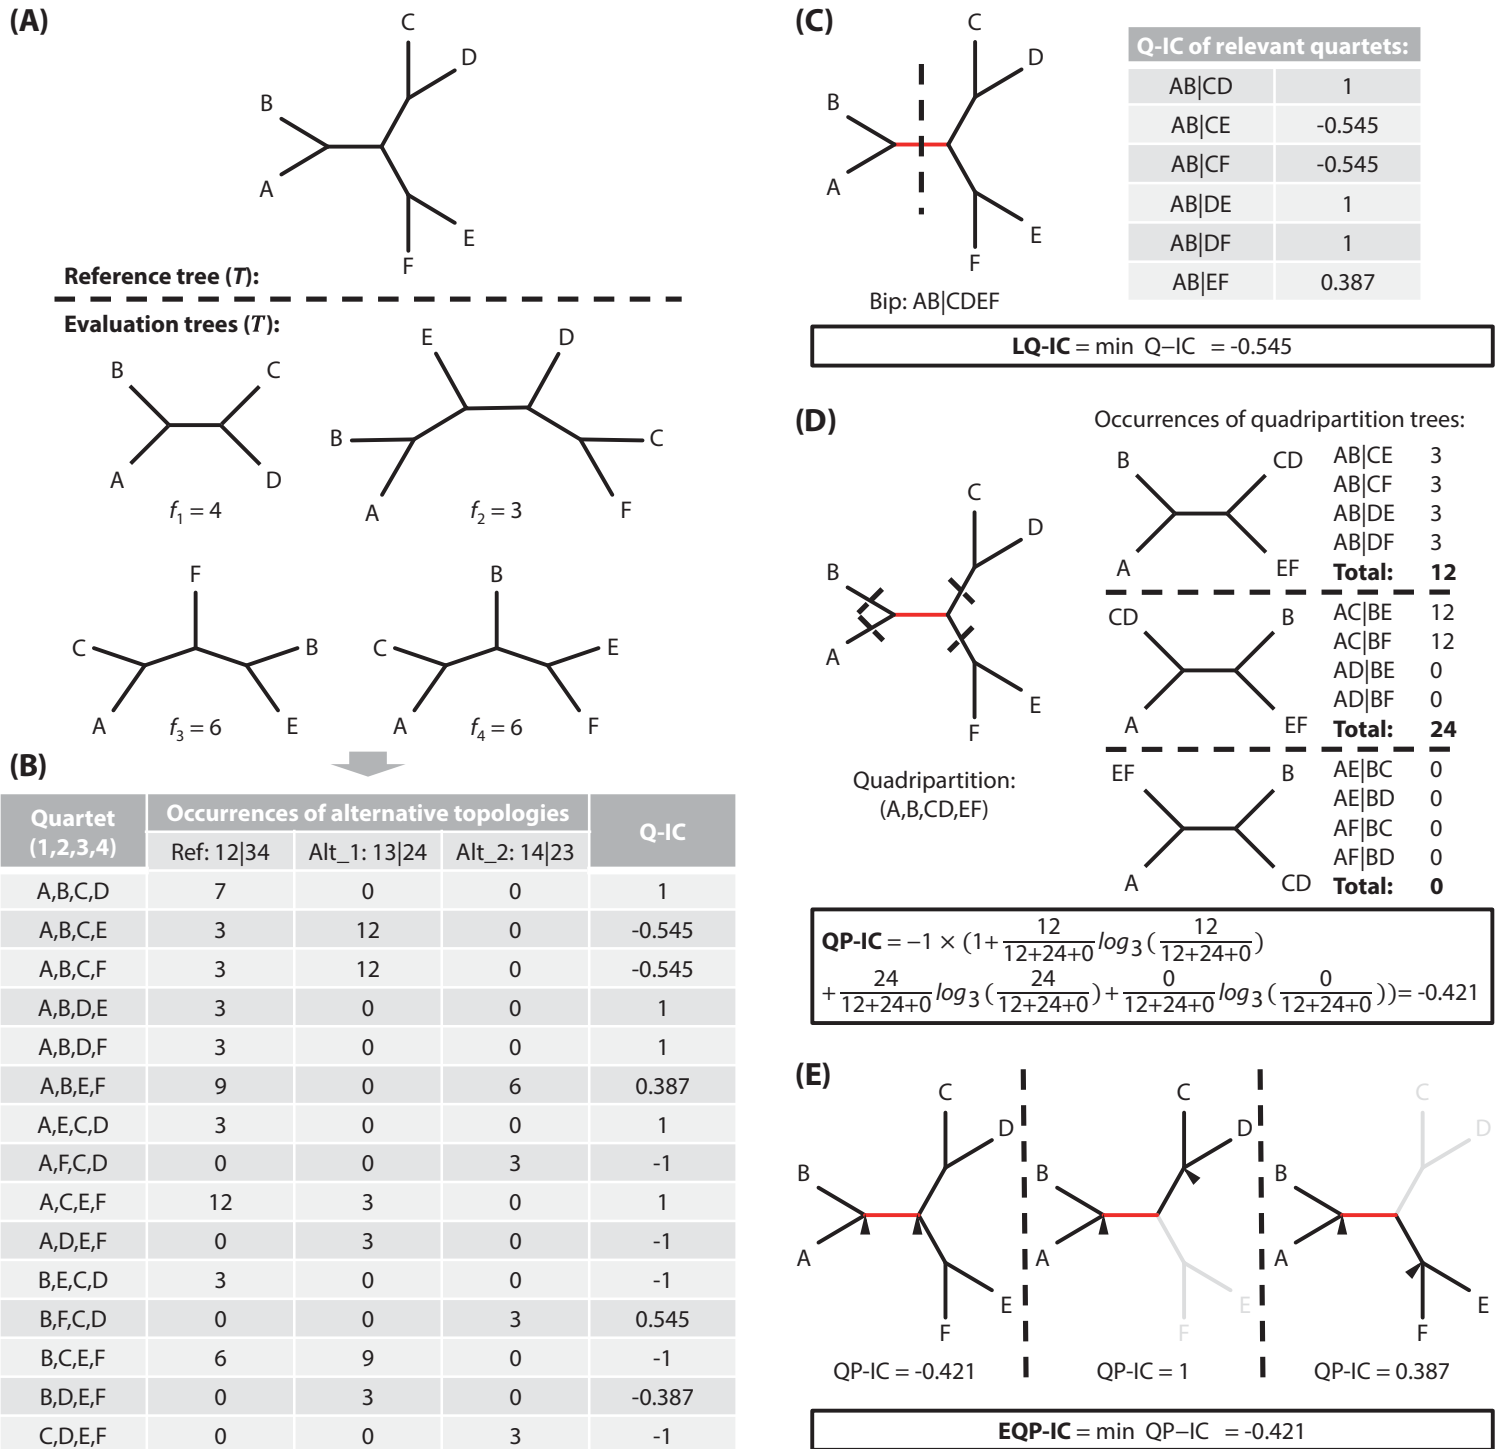 (A)
C
D
B
A
E
F
Reference tree (T):
Evaluation trees (T):
B
C
A
D
f1 = 4
E
D
B
C
A
F
f2 = 3
F
C
B
A
E
f3 = 6
B
C
E
A
F
f4 = 6
(B)
Quartet (1,2,3,4) Occurrences of alternative topologies Q-IC
Ref: 12|34 Alt_1: 13|24 Alt_2: 14|23
A,B,C,D 7 0 0 1
A,B,C,E 3 12 0 -0.545
A,B,C,F 3 12 0 -0.545
A,B,D,E 3 0 0 1
A,B,D,F 3 0 0 1
A,B,E,F 9 0 6 0.387
A,E,C,D 3 0 0 1
A,F,C,D 0 0 3 -1
A,C,E,F 12 3 0 1
A,D,E,F 0 3 0 -1
B,E,C,D 3 0 0 -1
B,F,C,D 0 0 3 0.545
B,C,E,F 6 9 0 -1
B,D,E,F 0 3 0 -0.387
C,D,E,F 0 0 3 -1
(C)
C
D
B
A
E
F
Bip: AB|CDEF
Q-IC of relevant quartets:
AB|CD 1
AB|CE -0.545
AB|CF -0.545
AB|DE 1
AB|DF 1
AB|EF 0.387
LQ-IC = min Q−IC = -0.545
(D)
C
D
B
A
E
F
Quadripartition:
(A,B,CD,EF)
Occurrences of quadripartition trees:
B
CD
A
EF
AB|CE 3
AB|CF 3
AB|DE 3
AB|DF 3
Total: 12
CD
B
A
EF
AC|BE 12
AC|BF 12
AD|BE 0
AD|BF 0
Total: 24
EF
B
A
CD
AE|BC 0
AE|BD 0
AF|BC 0
AF|BD 0
Total: 0
QP-IC = −1 × (1+ 12/12+24+0 log3 ( 12/12+24+0 )
+ 24/12+24+0 log3 ( 24/12+24+0 )+ 0/12+24+0 log3 ( 0/12+24+0 ))= -0.421
(E)
C
D
B
A
E
F
QP-IC = -0.421
C
D
B
A
E
F
QP-IC = 1
C
D
B
A
E
F
QP-IC = 0.387
EQP-IC = min QP−IC = -0.421